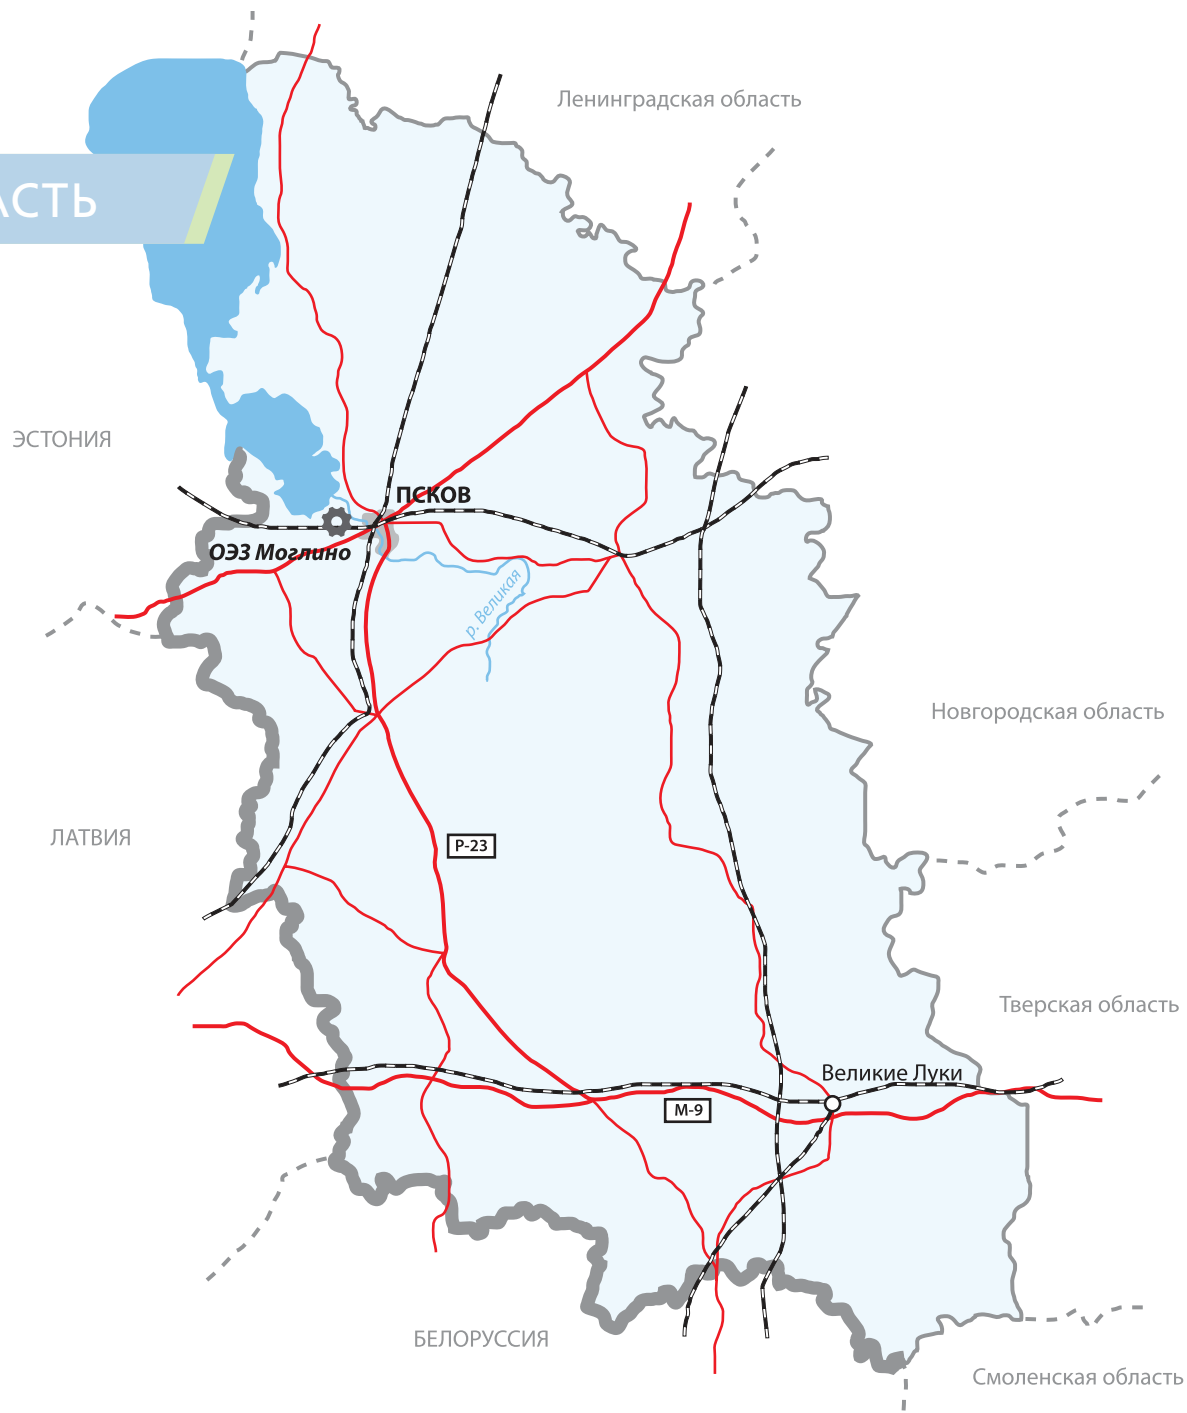 Ленинградская область
АСТЬ
ЭСТОНИЯ
ПСКОВ
ОЭЗ Моглино
р. Великая
Новгородская область
ЛАТВИЯ
Р-23
Тверская область
Великие Луки
М-9
БЕЛОРУССИЯ
Смоленская область